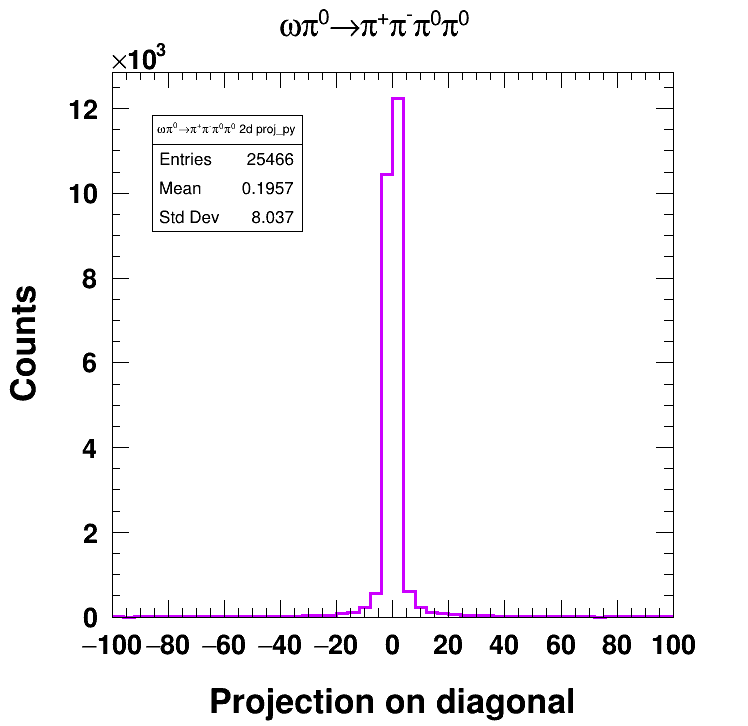 ωπ⁰→π⁺π⁻π⁰π⁰
×10³
ωπ⁰→π⁺π⁻π⁰π⁰ 2d proj_py
Entries 25466
Mean 0.1957
Std Dev 8.037
12
10
8
6
4
2
0
Counts
−100 −80 −60 −40 −20 0 20 40 60 80 100
Projection on diagonal